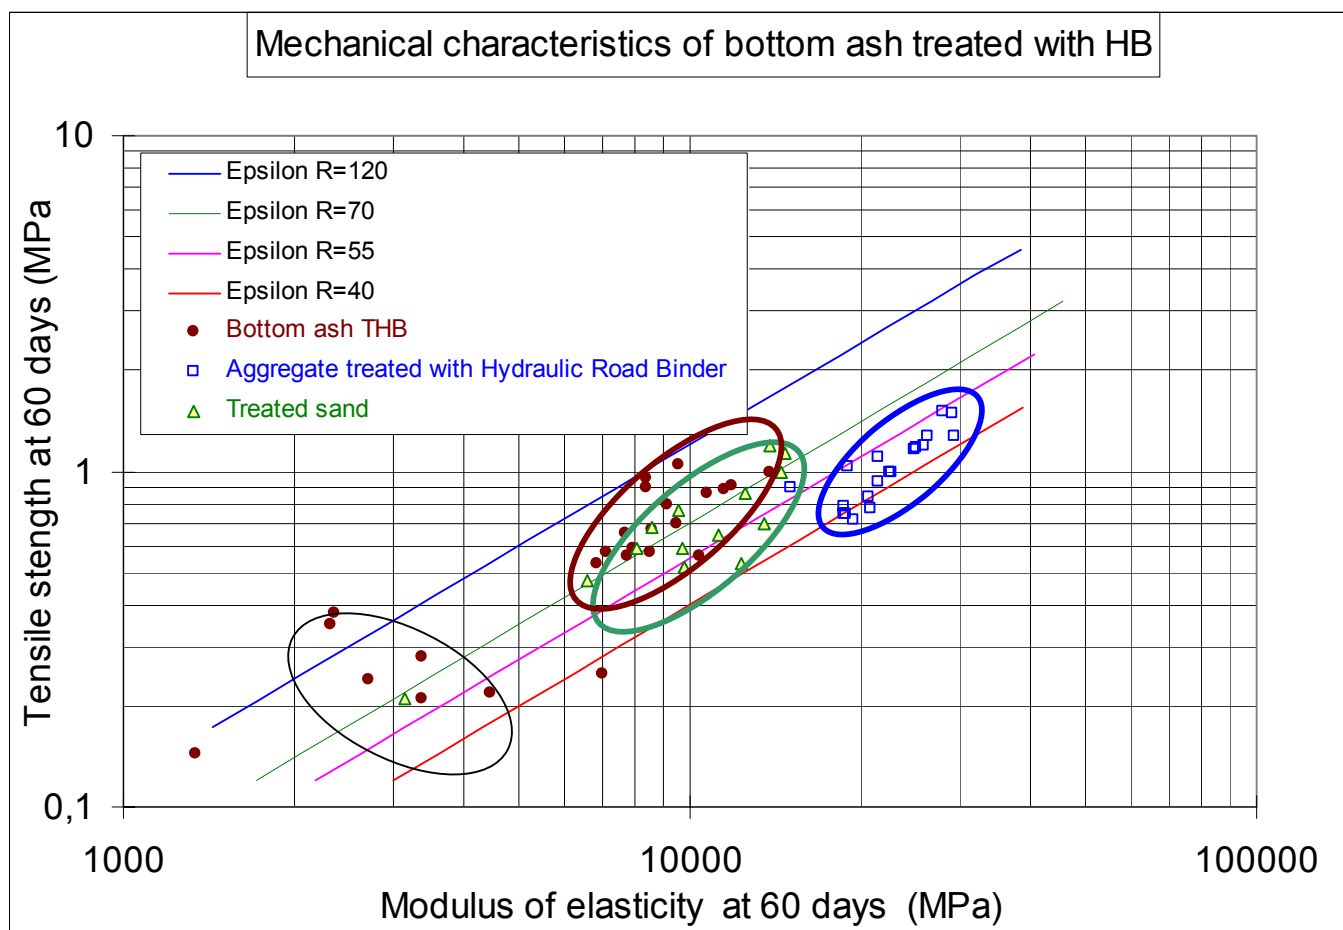 Mechanical characteristics of bottom ash treated with HB
10
Epsilon R=120
Epsilon R=70
Epsilon R=55
Epsilon R=40
Bottom ash THB
Aggregate treated with Hydraulic Road Binder
Treated sand
Tensile stength at 60 days (MPa
1
0,1
1000
10000
100000
Modulus of elasticity at 60 days (MPa)